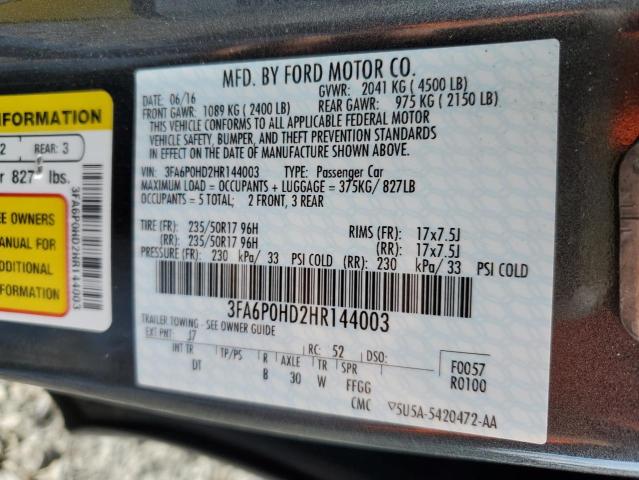 MFD. BY FORD MOTOR CO.
DATE: 06/16 GVWR: 2041 KG ( 4500 LB)
FRONT GAWR: 1089 KG ( 2400 LB) REAR GAWR: 975 KG ( 2150 LB)
THIS VEHICLE CONFORMS TO ALL APPLICABLE FEDERAL MOTOR
VEHICLE SAFETY, BUMPER, AND THEFT PREVENTION STANDARDS
IN EFFECT ON THE DATE OF MANUFACTURE SHOWN ABOVE.
VIN: 3FA6P0HD2HR144003 TYPE: Passenger Car
MAXIMUM LOAD = OCCUPANTS + LUGGAGE = 375KG/ 827LB
OCCUPANTS = 5 TOTAL; 2 FRONT, 3 REAR
TIRE (FR): 235/50R17 96H RIMS (FR): 17x7.5J
(RR): 235/50R17 96H (RR): 17x7.5J
PRESSURE (FR): 230 kPa/ 33 PSI COLD (RR): 230 kPa/ 33 PSI COLD
3FA6P0HD2HR144003
TRAILER TOWING - SEE OWNER GUIDE
EXT PNT: J7 RC: 52 DSO:
INT TR TP/PS R AXLE TR SPR F0057
DT B 30 W FFGG R0100
CMC ▽5U5A-5420472-AA
INFORMATION
2 REAR: 3
r 827 lbs.
SEE OWNERS
MANUAL FOR
ADDITIONAL
INFORMATION
3FA6P0HD2HR144003